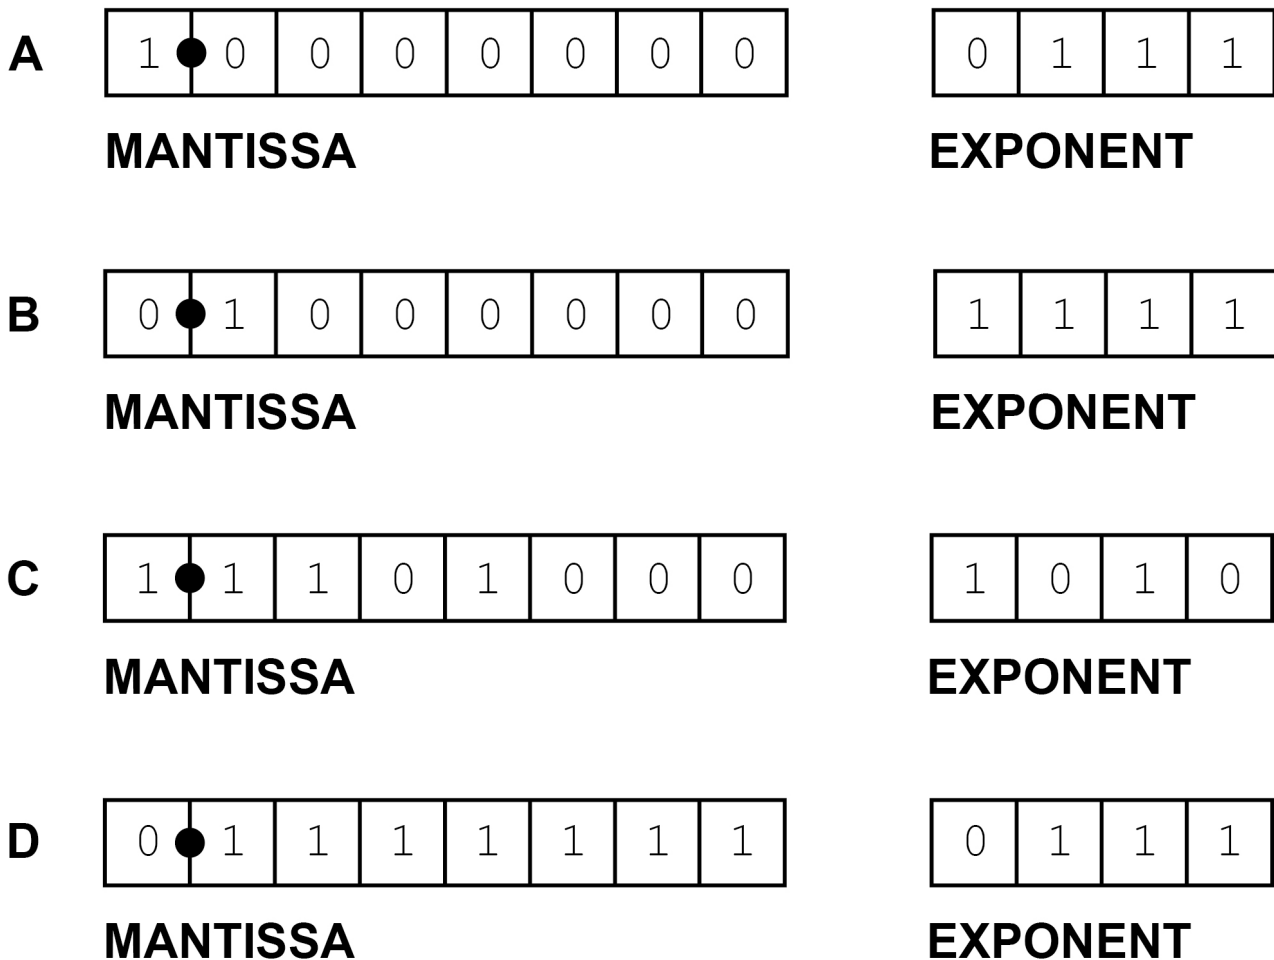 A 1 0 0 0 0 0 0 0 0 1 1 1
MANTISSA EXPONENT
B 0 1 0 0 0 0 0 0 1 1 1 1
MANTISSA EXPONENT
C 1 1 1 0 1 0 0 0 1 0 1 0
MANTISSA EXPONENT
D 0 1 1 1 1 1 1 1 0 1 1 1
MANTISSA EXPONENT